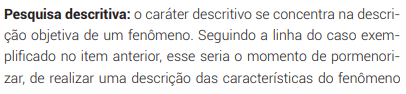 Pesquisa descritiva: o caráter descritivo se concentra na descri-
ção objetiva de um fenômeno. Seguindo a linha do caso exem-
plificado no item anterior, esse seria o momento de pormenori-
zar, de realizar uma descrição das características do fenômeno